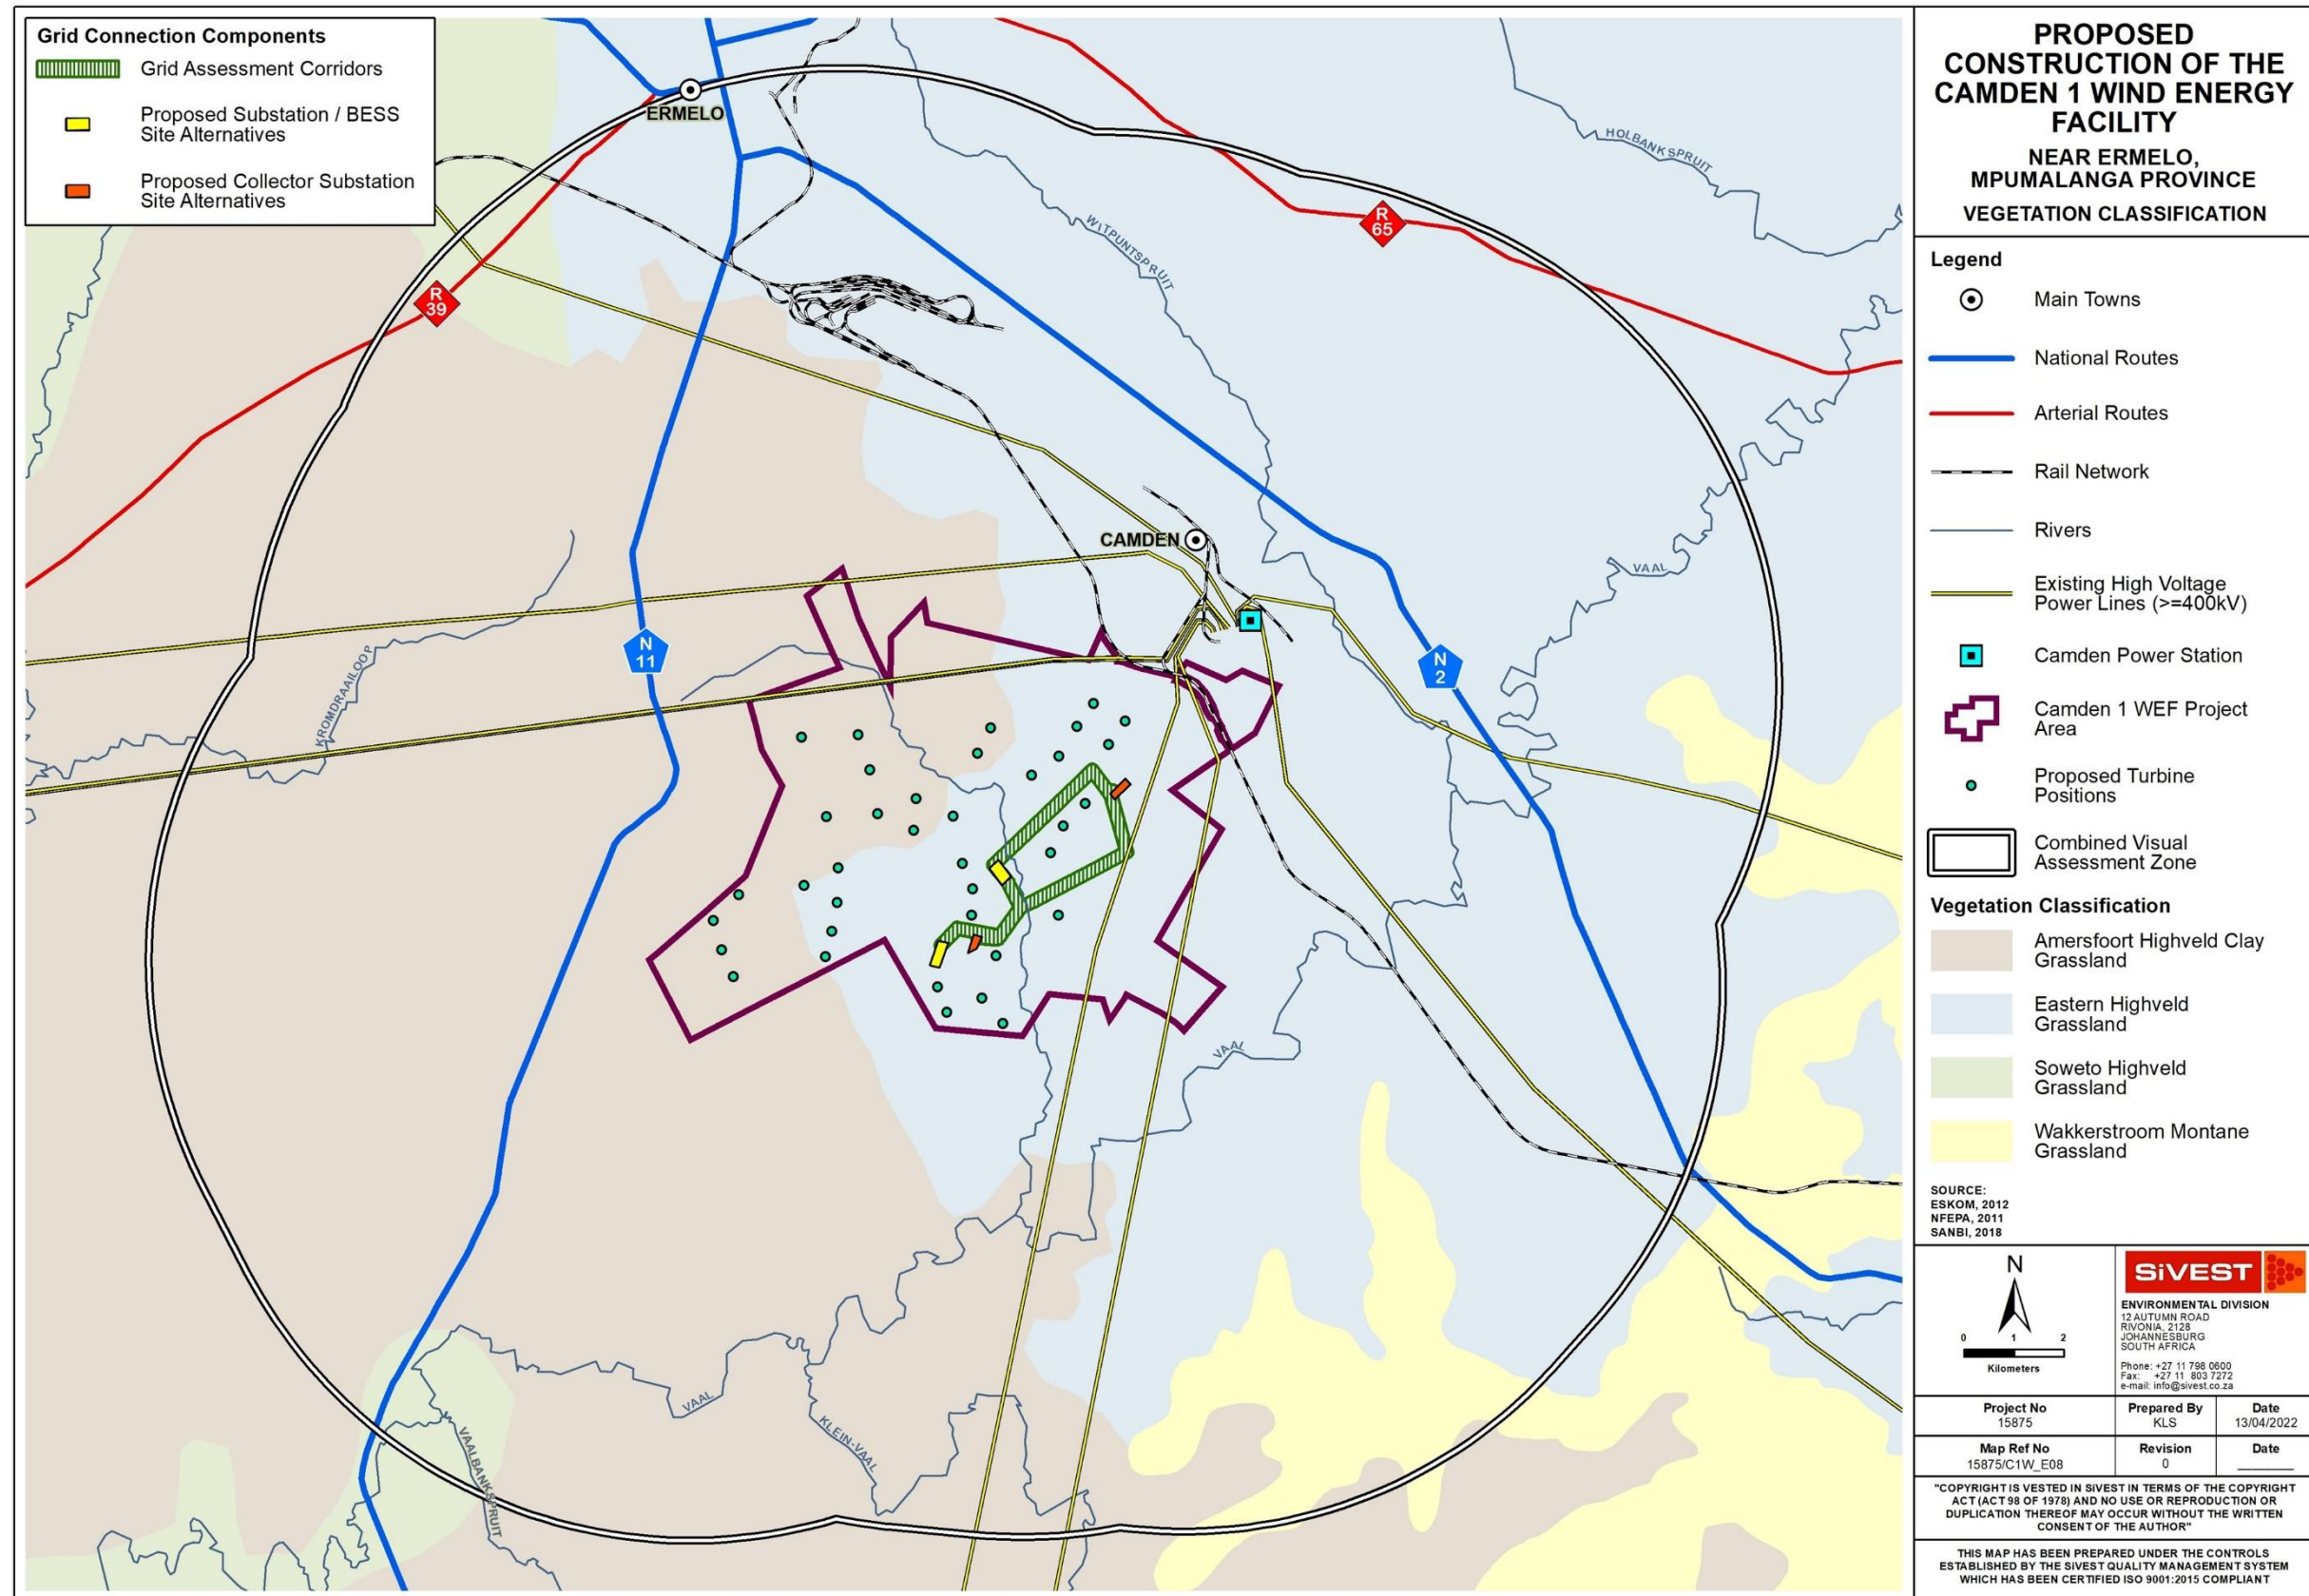 Grid Connection Components
Grid Assessment Corridors
Proposed Substation / BESS
Site Alternatives
Proposed Collector Substation
Site Alternatives
ERMELO
R
39
R
65
HOLBANKSPRUIT
WITPUNTSPRUIT
CAMDEN
VAAL
N
11
N
2
KROMDRAAILOOP
VAAL
VAAL
KLEIN-VAAL
VAALBANKSPRUIT
PROPOSED
CONSTRUCTION OF THE
CAMDEN 1 WIND ENERGY
FACILITY
NEAR ERMELO,
MPUMALANGA PROVINCE
VEGETATION CLASSIFICATION
Legend
Main Towns
National Routes
Arterial Routes
Rail Network
Rivers
Existing High Voltage
Power Lines (>=400kV)
Camden Power Station
Camden 1 WEF Project
Area
Proposed Turbine
Positions
Combined Visual
Assessment Zone
Vegetation Classification
Amersfoort Highveld Clay
Grassland
Eastern Highveld
Grassland
Soweto Highveld
Grassland
Wakkerstroom Montane
Grassland
SOURCE:
ESKOM, 2012
NFEPA, 2011
SANBI, 2018
N
0 1 2
Kilometers
SiVEST
ENVIRONMENTAL DIVISION
12 AUTUMN ROAD
RIVONIA, 2128
JOHANNESBURG
SOUTH AFRICA
Phone: +27 11 798 0600
Fax: +27 11 803 7272
e-mail: info@sivest.co.za
Project No
15875
Prepared By
KLS
Date
13/04/2022
Map Ref No
15875/C1W_E08
Revision
0
Date
"COPYRIGHT IS VESTED IN SiVEST IN TERMS OF THE COPYRIGHT
ACT (ACT 98 OF 1978) AND NO USE OR REPRODUCTION OR
DUPLICATION THEREOF MAY OCCUR WITHOUT THE WRITTEN
CONSENT OF THE AUTHOR"
THIS MAP HAS BEEN PREPARED UNDER THE CONTROLS
ESTABLISHED BY THE SiVEST QUALITY MANAGEMENT SYSTEM
WHICH HAS BEEN CERTIFIED ISO 9001:2015 COMPLIANT